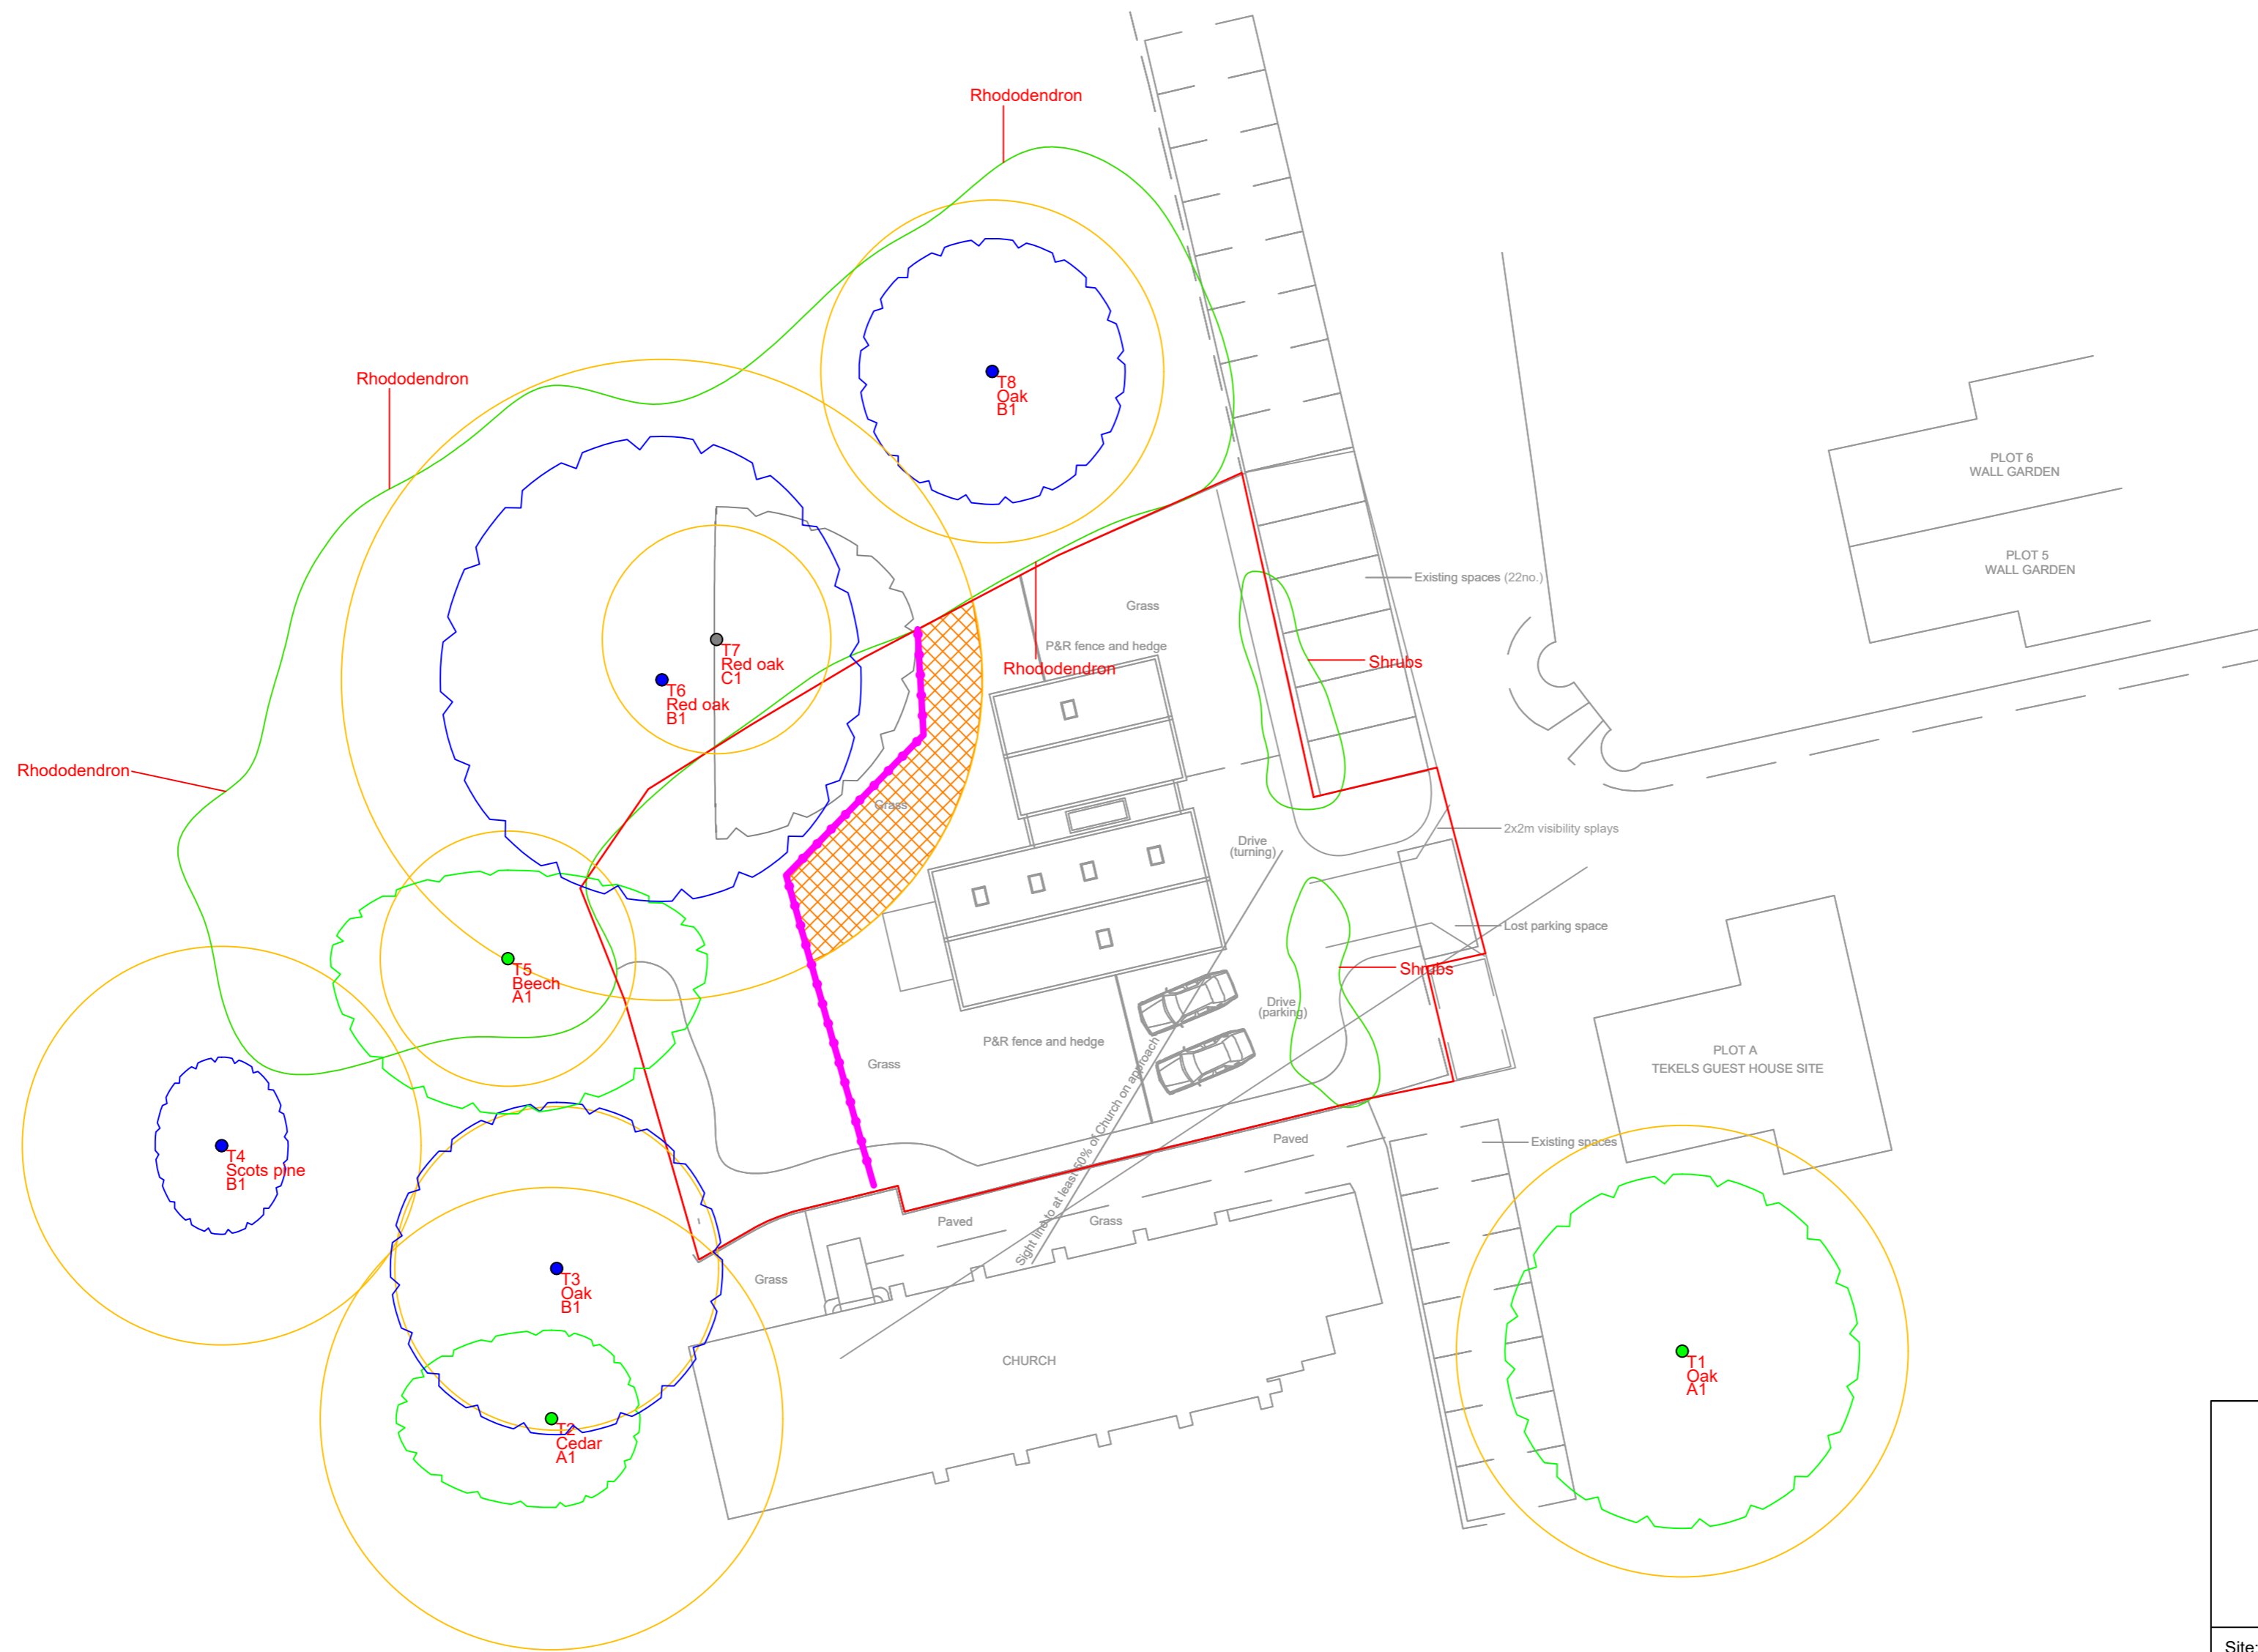 Rhododendron
Rhododendron
T8
Oak
B1
PLOT 6
WALL GARDEN
PLOT 5
WALL GARDEN
Existing spaces (22no.)
Grass
P&R fence and hedge
Rhododendron
Shrubs
T7
Red oak
C1
T6
Red oak
B1
Rhododendron
Grass
2x2m visibility splays
Drive
(turning)
Lost parking space
Shrubs
T5
Beech
A1
Drive
(parking)
P&R fence and hedge
Grass
PLOT A
TEKELS GUEST HOUSE SITE
Sight line to at least 50% of Church on approach
Paved
Existing spaces
T4
Scots pine
B1
Paved
Grass
Grass
T3
Oak
B1
CHURCH
T1
Oak
A1
T2
Cedar
A1
Site: